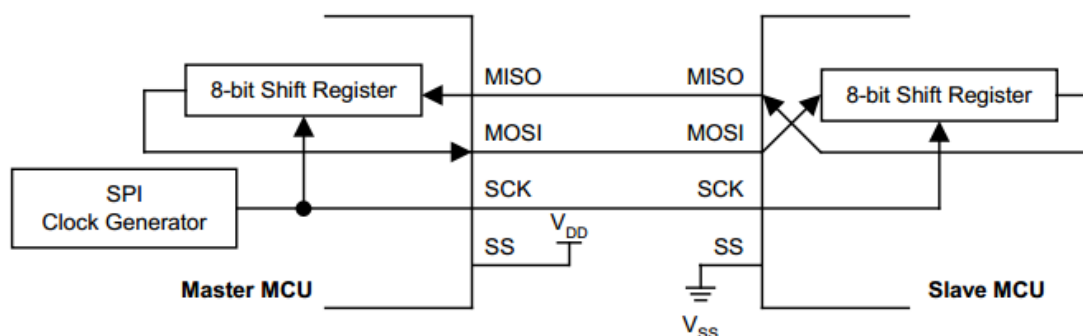 MISO
MISO
8-bit Shift Register
8-bit Shift Register
MOSI
MOSI
SPI
Clock Generator
SCK
SCK
VDD
SS
SS
Master MCU
Slave MCU
VSS